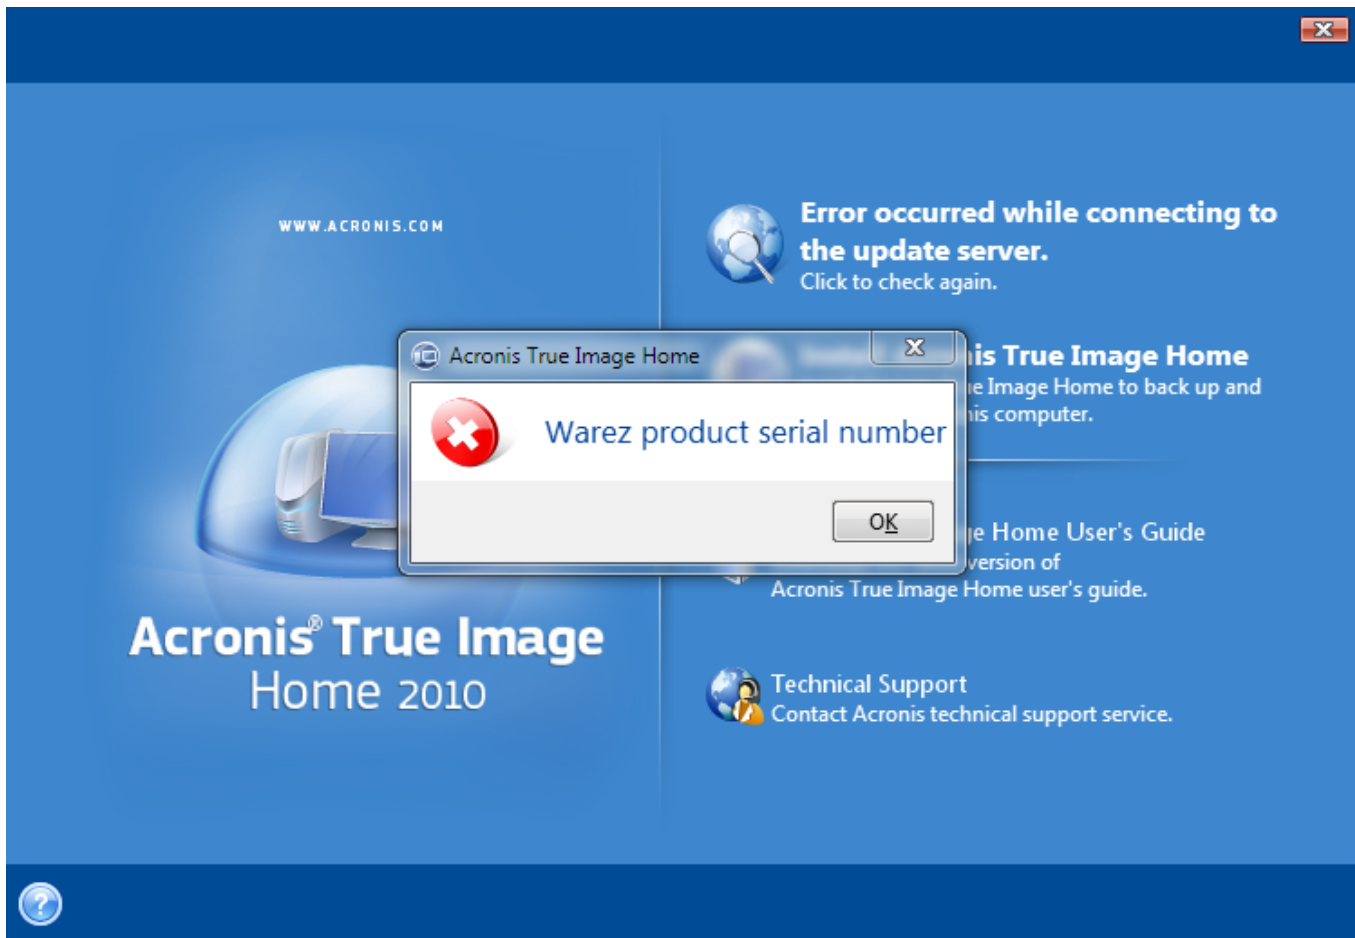 WWW.ACRONIS.COM
Error occurred while connecting to
the update server.
Click to check again.
Acronis True Image Home
is True Image Home
e Image Home to back up and
his computer.
Warez product serial number
OK
e Home User's Guide
version of
Acronis True Image Home user's guide.
Acronis® True Image
Home 2010
Technical Support
Contact Acronis technical support service.